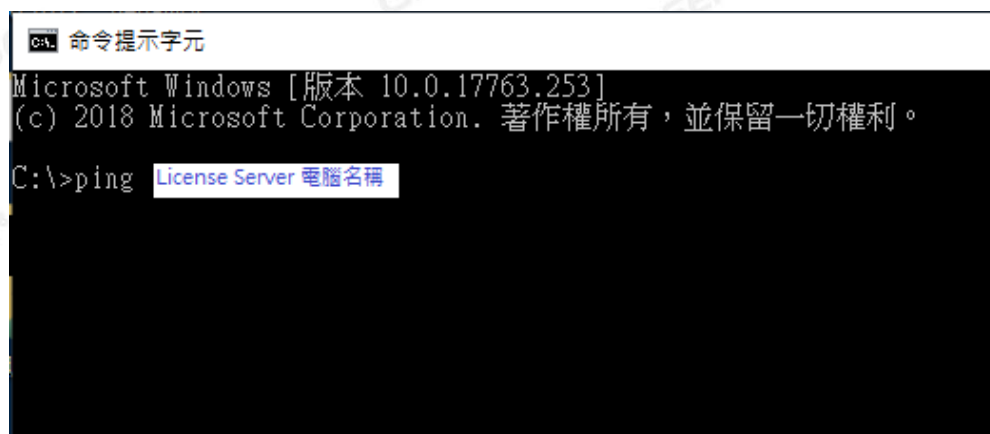 命令提示字元
Microsoft Windows [版本 10.0.17763.253]
(c) 2018 Microsoft Corporation. 著作權所有，並保留一切權利。
C:\>ping License Server 電腦名稱